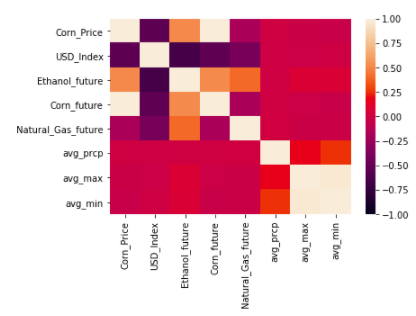 Corn_Price
USD_Index
Ethanol_future
Corn_future
Natural_Gas_future
avg_prcp
avg_max
avg_min
Corn_Price
USD_Index
Ethanol_future
Corn_future
Natural_Gas_future
avg_prcp
avg_max
avg_min
1.00
0.75
0.50
0.25
0.00
−0.25
−0.50
−0.75
−1.00